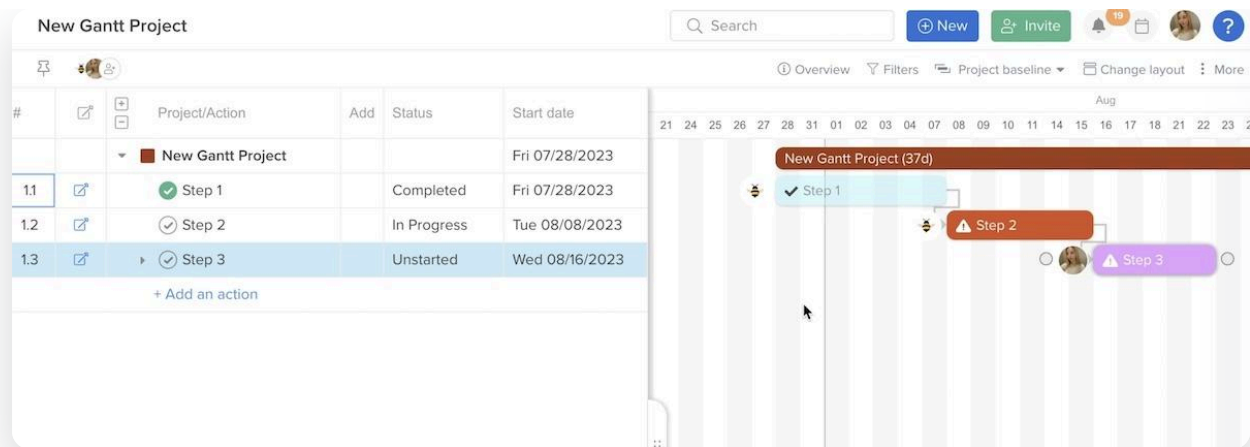 New Gantt Project
Search
New
Invite
19
?
Overview
Filters
Project baseline
Change layout
More
#
Project/Action
Add
Status
Start date
Aug
21 24 25 26 27 28 31 01 02 03 04 07 08 09 10 11 14 15 16 17 18 21 22 23
New Gantt Project Fri 07/28/2023
New Gantt Project (37d)
1.1 Step 1 Completed Fri 07/28/2023
Step 1
1.2 Step 2 In Progress Tue 08/08/2023
Step 2
1.3 Step 3 Unstarted Wed 08/16/2023
Step 3
+ Add an action